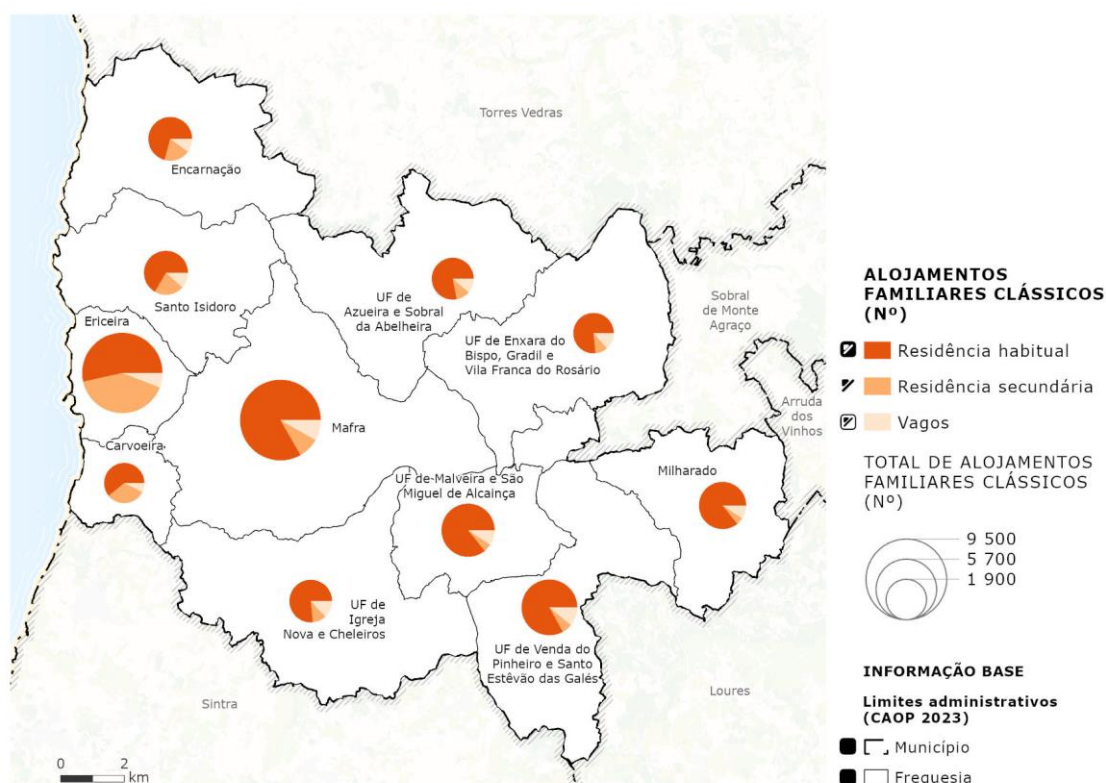 Torres Vedras
Encarnação
Santo Isidoro
Ericeira
UF de
Azueira e Sobral
da Abelheira
UF de Enxara do
Bispo, Gradil e
Vila Franca do Rosário
Sobral
de Monte
Agraço
Arruda
dos
Vinhos
Mafra
Carvoeira
UF de Malveira e São
Miguel de Alcainça
Milharado
UF de
Igreja
Nova e Cheleiros
UF de Venda do
Pinheiro e Santo
Estêvão das Galés
Sintra
Loures
0 2
km
ALOJAMENTOS
FAMILIARES CLÁSSICOS
(Nº)
Residência habitual
Residência secundária
Vagos
TOTAL DE ALOJAMENTOS
FAMILIARES CLÁSSICOS
(Nº)
9 500
5 700
1 900
INFORMAÇÃO BASE
Limites administrativos
(CAOP 2023)
Município
Freguesia